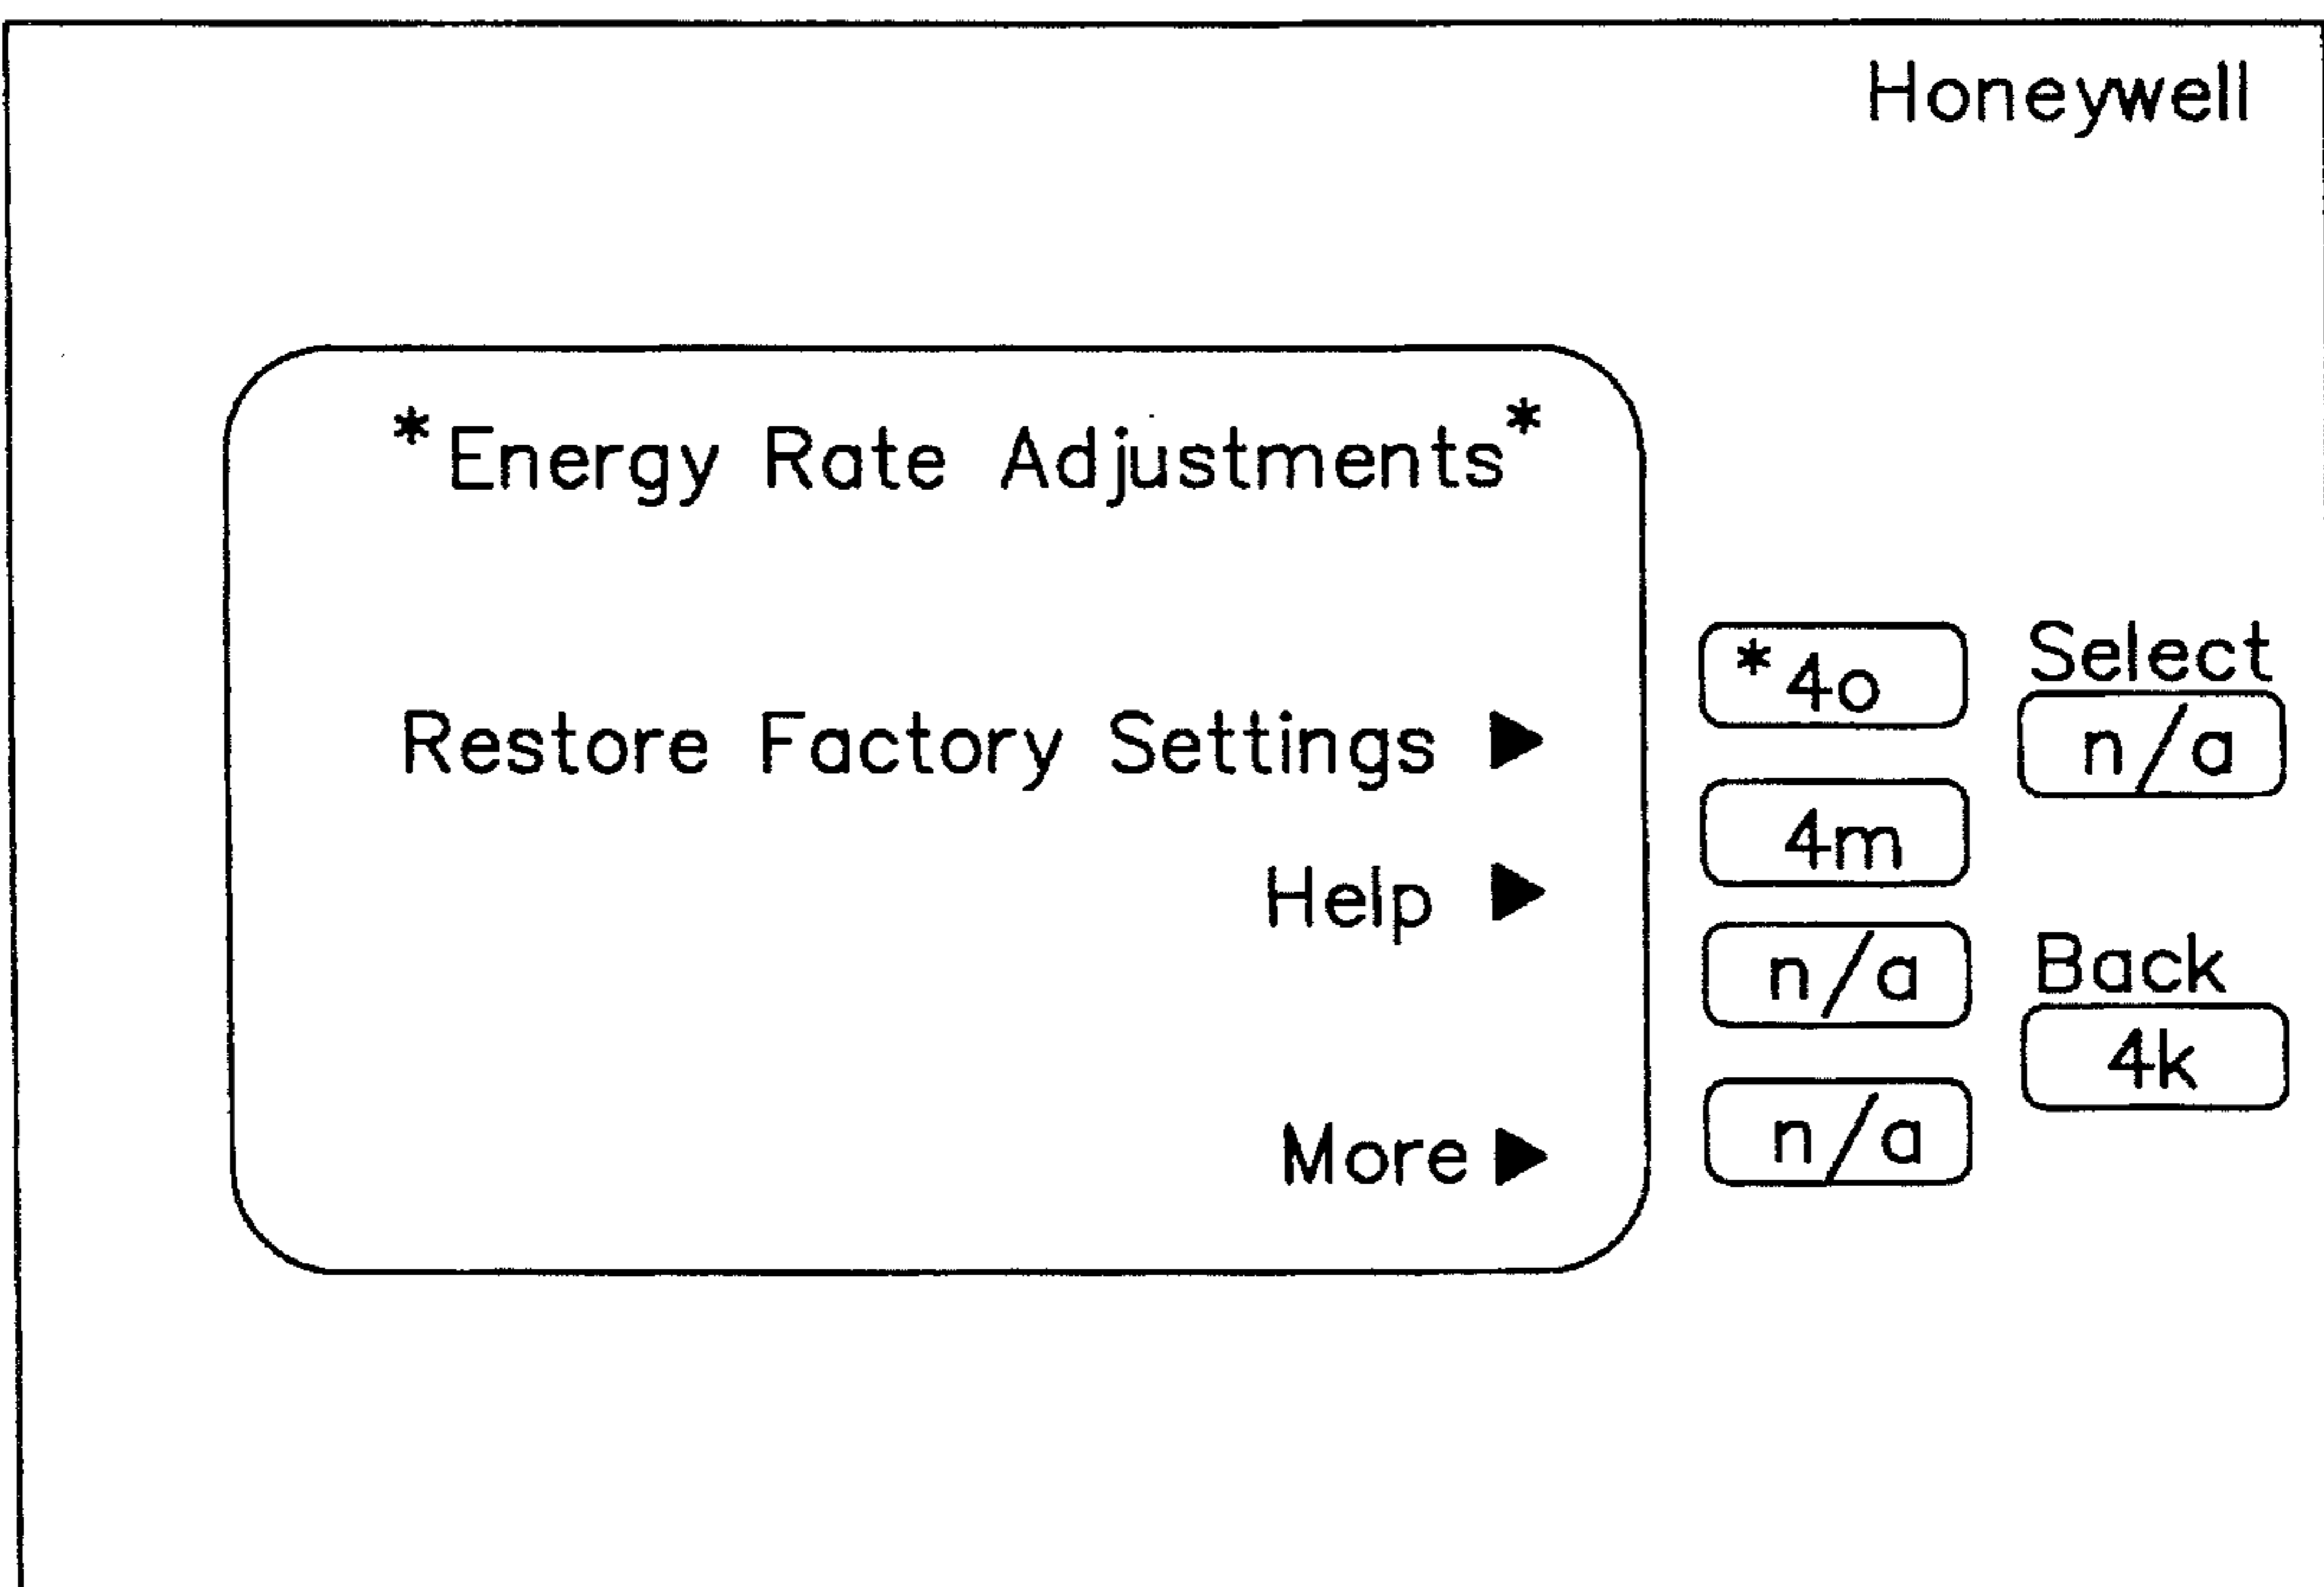 Honeywell
*Energy Rate Adjustments*
*4o Select
Restore Factory Settings ▶ n/a
4m
Help ▶
n/a Back
4k
More ▶ n/a